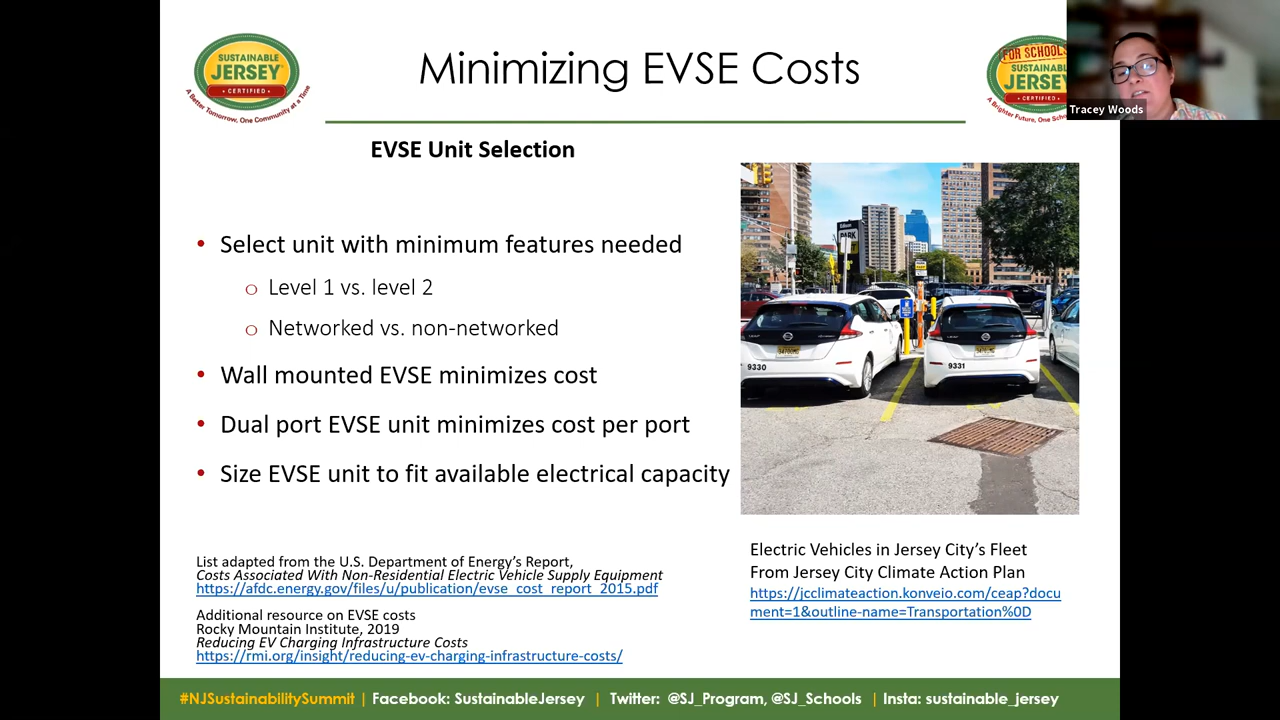 Minimizing EVSE Costs
SUSTAINABLE
JERSEY
CERTIFIED
A Better Tomorrow, One Community at a Time
FOR SCHOOLS
SUSTAINABLE
JERSEY
CERTIFIED
A Brighter Future, One
Tracey Woods
EVSE Unit Selection
• Select unit with minimum features needed
o Level 1 vs. level 2
o Networked vs. non-networked
• Wall mounted EVSE minimizes cost
• Dual port EVSE unit minimizes cost per port
• Size EVSE unit to fit available electrical capacity
PARK
9330
9331
List adapted from the U.S. Department of Energy's Report,
Costs Associated With Non-Residential Electric Vehicle Supply Equipment
https://afdc.energy.gov/files/u/publication/evse_cost_report_2015.pdf
Additional resource on EVSE costs
Rocky Mountain Institute, 2019
Reducing EV Charging Infrastructure Costs
https://rmi.org/insight/reducing-ev-charging-infrastructure-costs/
Electric Vehicles in Jersey City's Fleet
From Jersey City Climate Action Plan
https://jcclimateaction.konveio.com/ceap?docu
ment=1&outline-name=Transportation%0D
#NJSustainabilitySummit | Facebook: SustainableJersey | Twitter: @SJ_Program, @SJ_Schools | Insta: sustainable_jersey